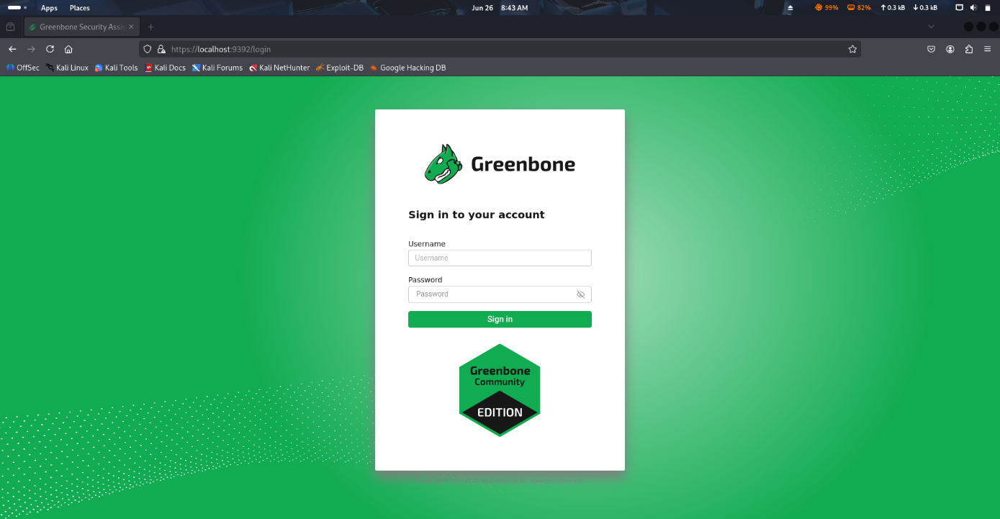 Apps Places Jun 26 8:43 AM 99% 82% 0.3 kB 0.3 kB
Greenbone Security Assis
https://localhost:9392/login
OffSec Kali Linux Kali Tools Kali Docs Kali Forums Kali NetHunter Exploit-DB Google Hacking DB
Greenbone
Sign in to your account
Username
Username
Password
Password
Sign in
Greenbone
Community
EDITION